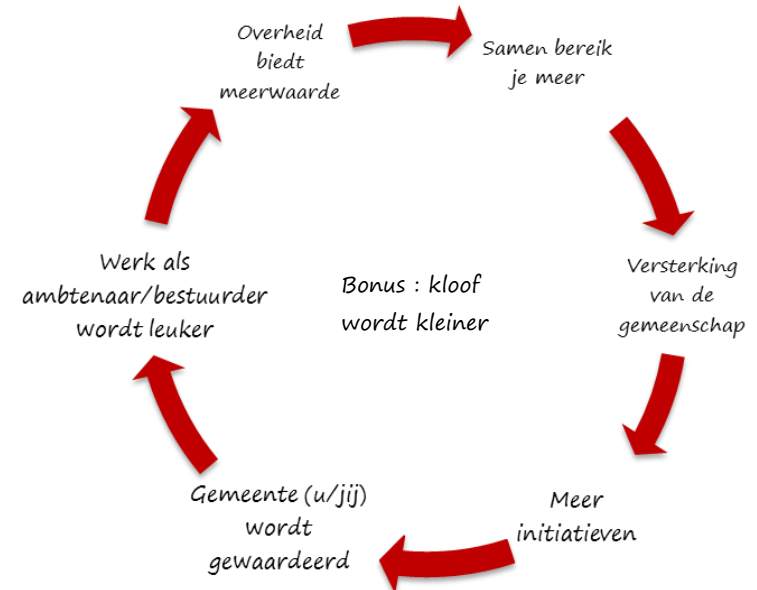 Overheid
biedt
meerwaarde
Samen bereik
je meer
Versterking
van de
gemeenschap
Meer
initiatieven
Gemeente (u/jij)
wordt
gewaardeerd
Werk als
ambtenaar/bestuurder
wordt leuker
Bonus : kloof
wordt kleiner